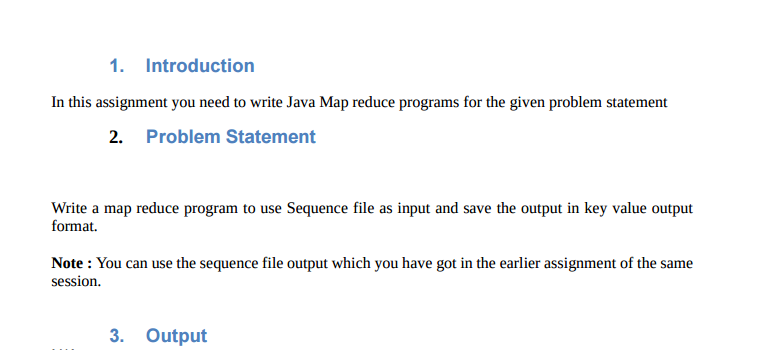 1. Introduction
In this assignment you need to write Java Map reduce programs for the given problem statement
2. Problem Statement
Write a map reduce program to use Sequence file as input and save the output in key value output
format.
Note : You can use the sequence file output which you have got in the earlier assignment of the same
session.
3. Output